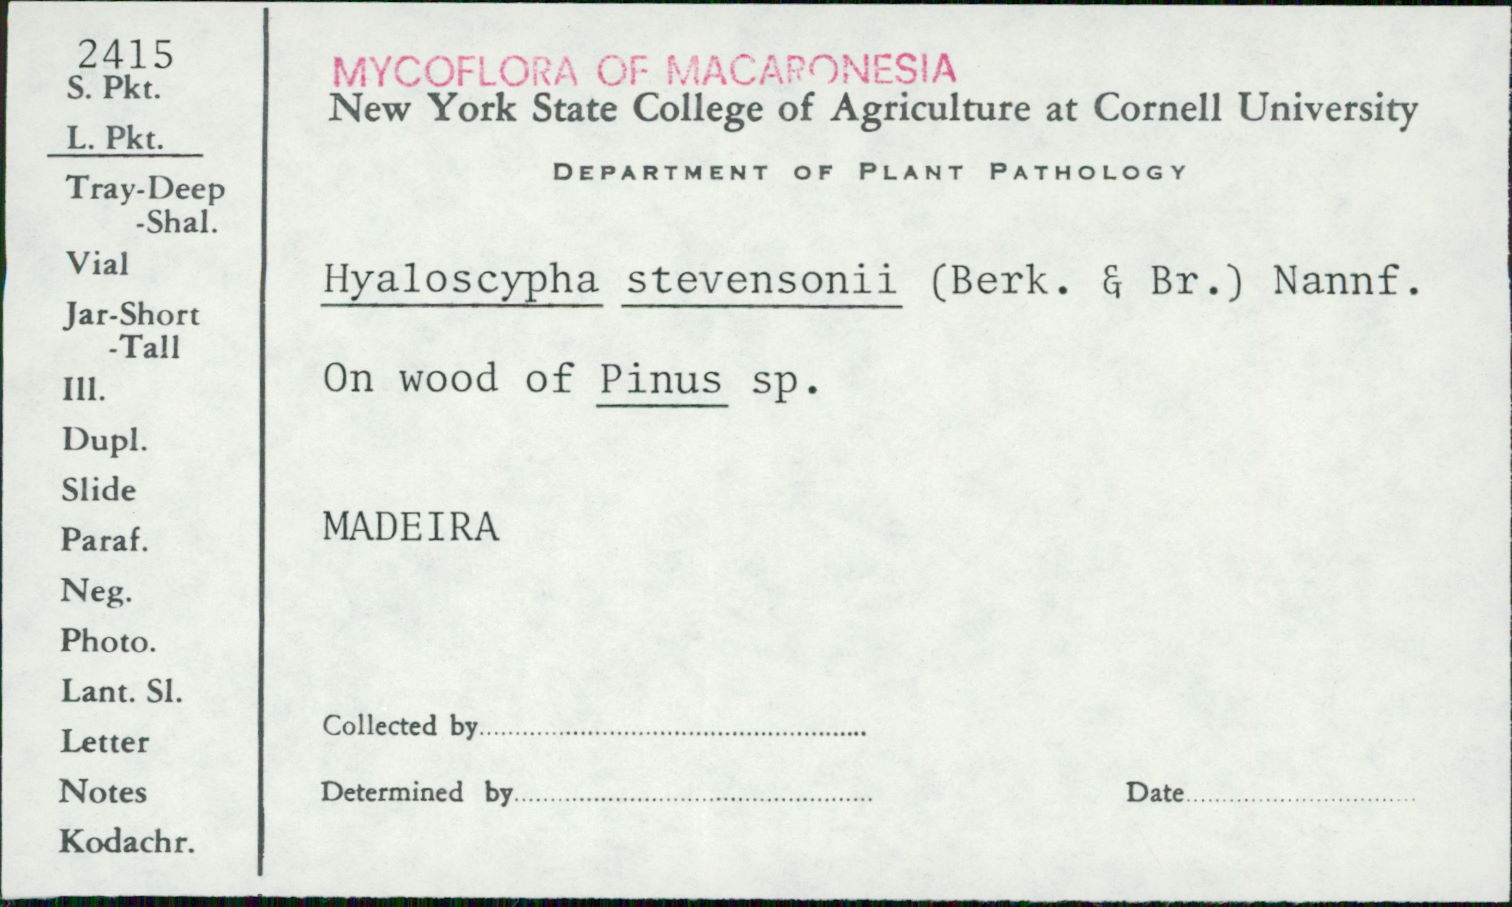 2415
S. Pkt.
L. Pkt.
Tray-Deep
-Shal.
Vial
Jar-Short
-Tall
Ill.
Dupl.
Slide
Paraf.
Neg.
Photo.
Lant. Sl.
Letter
Notes
Kodachr.
MYCOFLORA OF MACARONESIA
New York State College of Agriculture at Cornell University
DEPARTMENT OF PLANT PATHOLOGY
Hyaloscypha stevensonii (Berk. & Br.) Nannf.
On wood of Pinus sp.
MADEIRA
Collected by
Determined by
Date